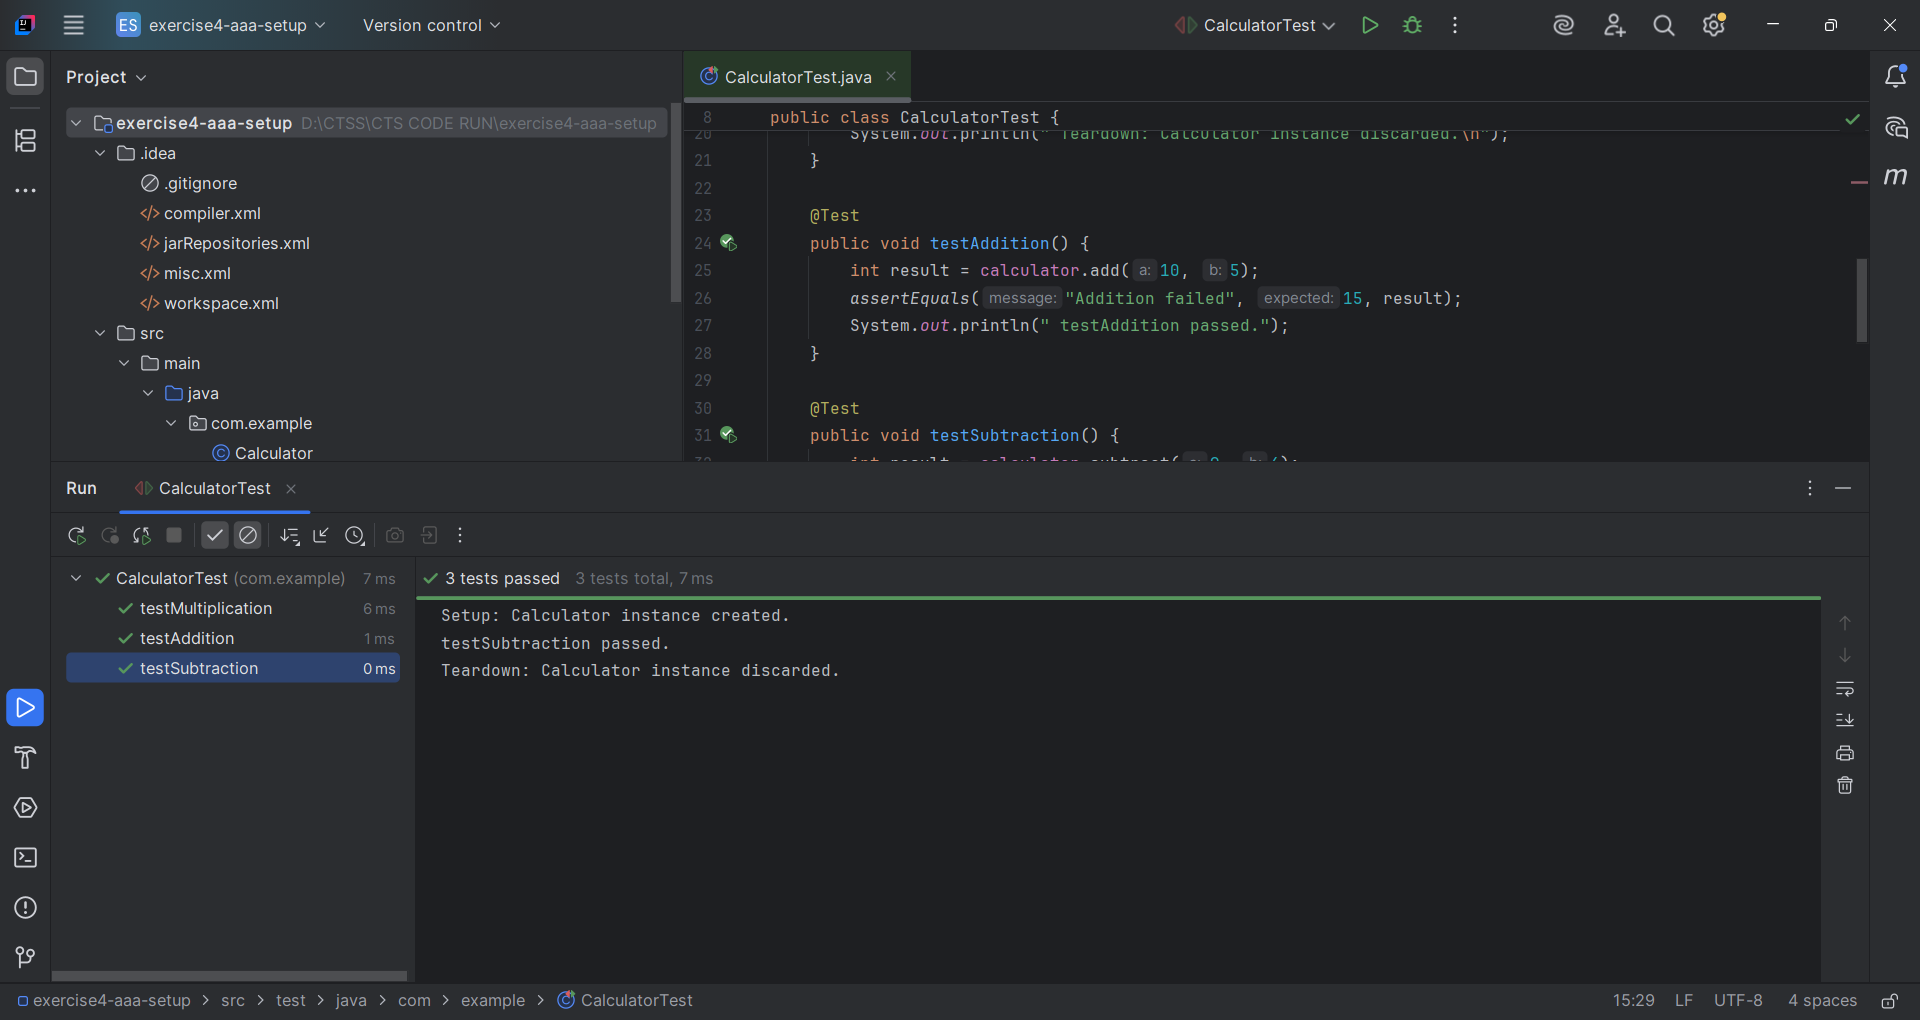 ES exercise4-aaa-setup Version control CalculatorTest
Project
CalculatorTest.java
exercise4-aaa-setup D:\CTSS\CTS CODE RUN\exercise4-aaa-setup
.idea
.gitignore
compiler.xml
jarRepositories.xml
misc.xml
workspace.xml
src
main
java
com.example
Calculator
8 public class CalculatorTest {
20 System.out.println(" Teardown: Calculator instance discarded.\n");
21 }
22
23 @Test
24 public void testAddition() {
25 int result = calculator.add( a: 10, b: 5);
26 assertEquals( message: "Addition failed", expected: 15, result);
27 System.out.println(" testAddition passed.");
28 }
29
30 @Test
31 public void testSubtraction() {
32 int result = calculator.subtract(
Run CalculatorTest
CalculatorTest (com.example) 7 ms
testMultiplication 6 ms
testAddition 1 ms
testSubtraction 0 ms
3 tests passed 3 tests total, 7 ms
Setup: Calculator instance created.
testSubtraction passed.
Teardown: Calculator instance discarded.
exercise4-aaa-setup > src > test > java > com > example > CalculatorTest
15:29 LF UTF-8 4 spaces